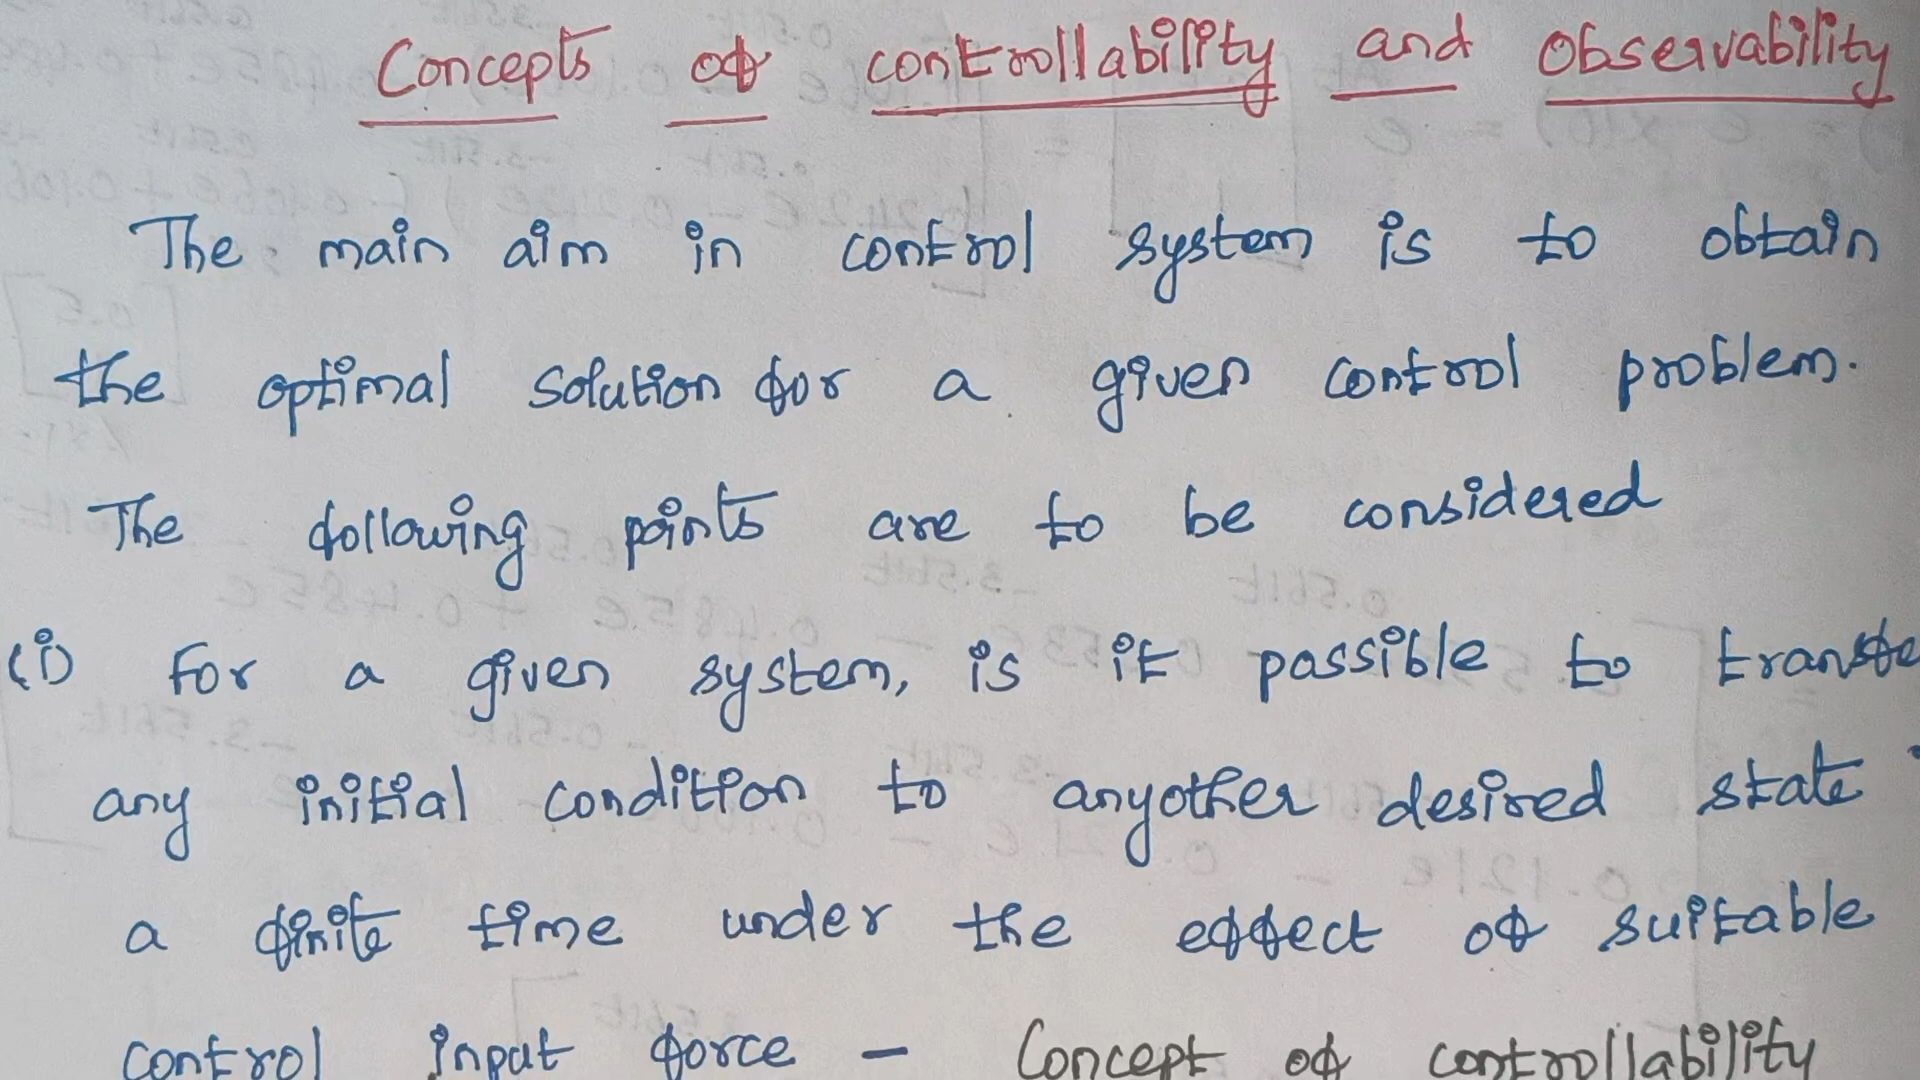 Concepts of controllability and Observability
The main aim in control system is to obtain
the optimal solution for a given control problem.
The following points are to be considered
(i) For a given system, is it possible to transfe
any initial condition to anyother desired state
a finite time under the effect of suitable
control input force – Concept of controllability